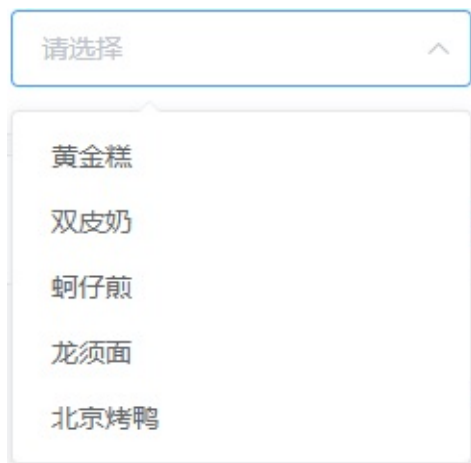 请选择
黄金糕
双皮奶
蚵仔煎
龙须面
北京烤鸭